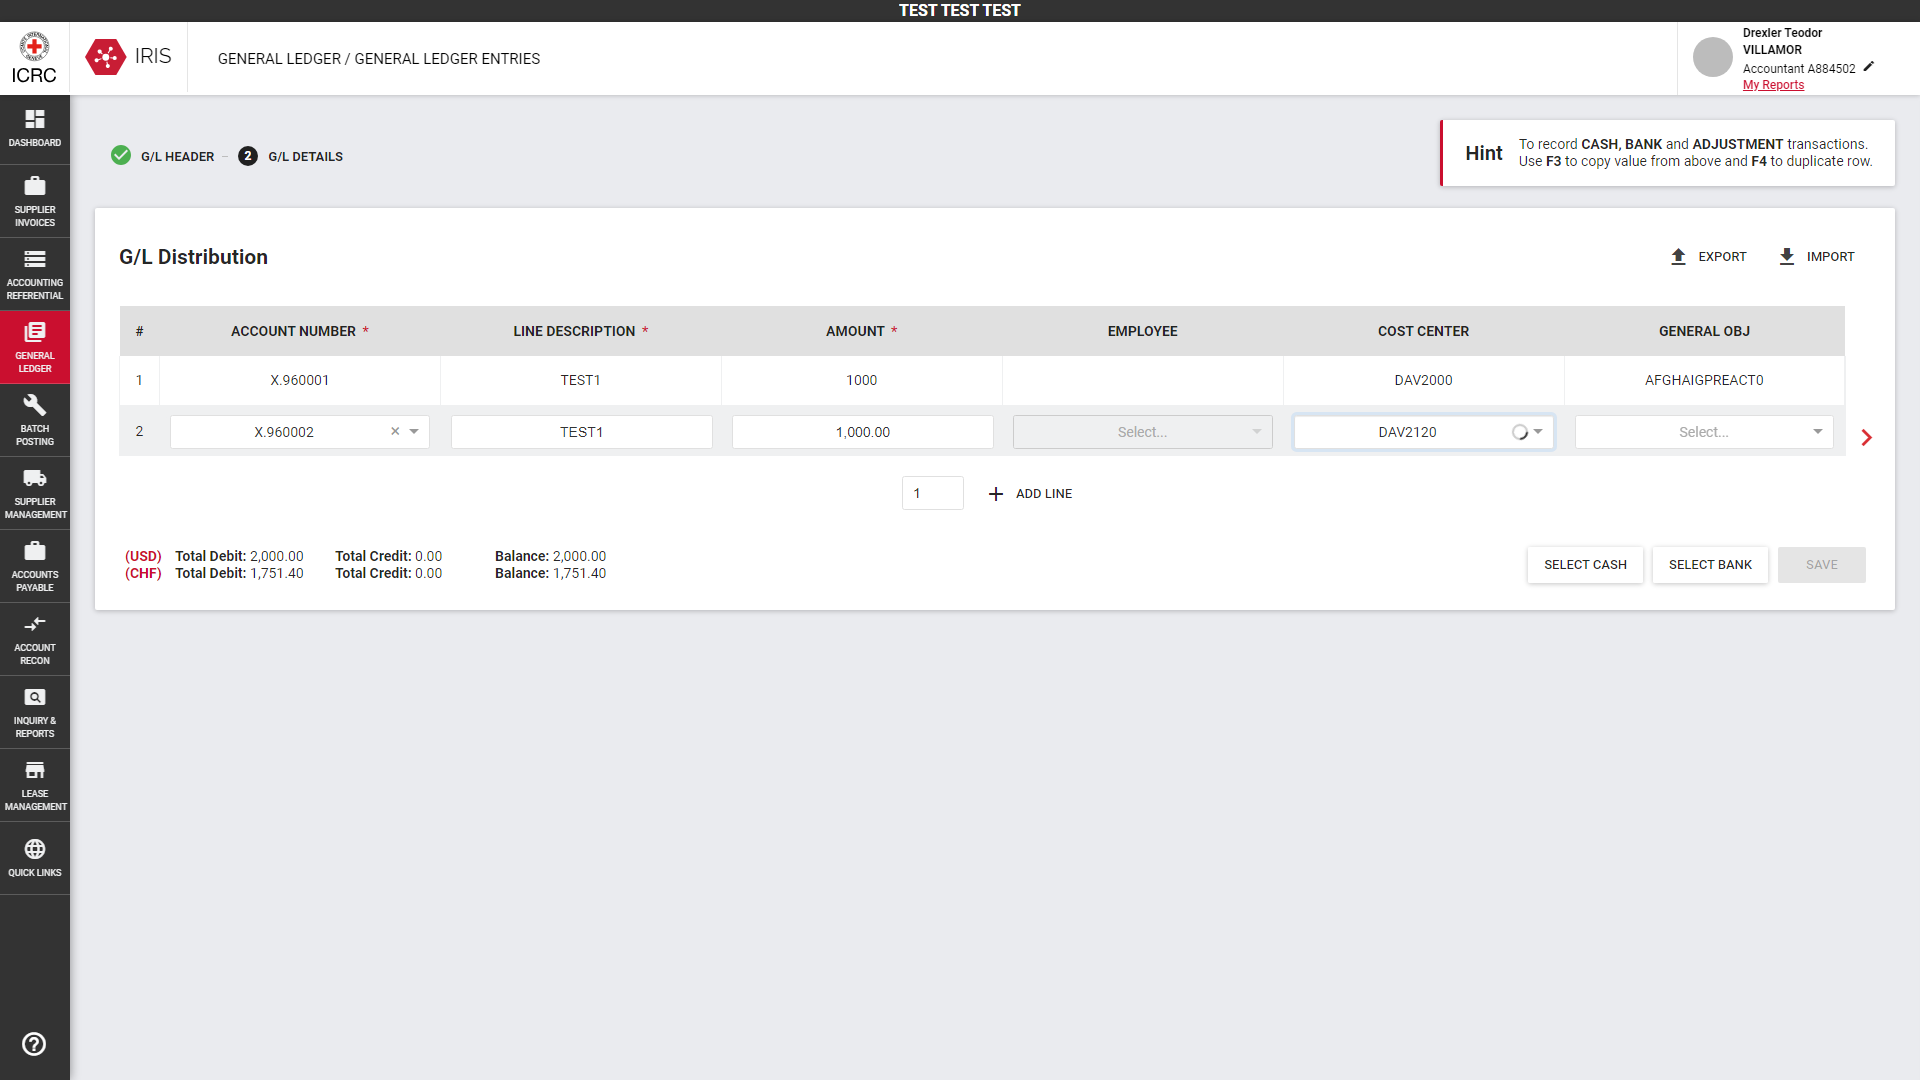 TEST TEST TEST
ICRC
IRIS
GENERAL LEDGER / GENERAL LEDGER ENTRIES
Drexler Teodor
VILLAMOR
Accountant A884502
My Reports
DASHBOARD
SUPPLIER
INVOICES
ACCOUNTING
REFERENTIAL
GENERAL
LEDGER
BATCH
POSTING
SUPPLIER
MANAGEMENT
ACCOUNTS
PAYABLE
ACCOUNT
RECON
INQUIRY &
REPORTS
LEASE
MANAGEMENT
QUICK LINKS
G/L HEADER – 2 G/L DETAILS
Hint
To record CASH, BANK and ADJUSTMENT transactions.
Use F3 to copy value from above and F4 to duplicate row.
G/L Distribution
EXPORT IMPORT
# ACCOUNT NUMBER * LINE DESCRIPTION * AMOUNT * EMPLOYEE COST CENTER GENERAL OBJ
1 X.960001 TEST1 1000 DAV2000 AFGHAIGPREACT0
2 X.960002 × TEST1 1,000.00 Select... DAV2120 Select...
1 + ADD LINE
(USD) Total Debit: 2,000.00 Total Credit: 0.00 Balance: 2,000.00
(CHF) Total Debit: 1,751.40 Total Credit: 0.00 Balance: 1,751.40
SELECT CASH SELECT BANK SAVE